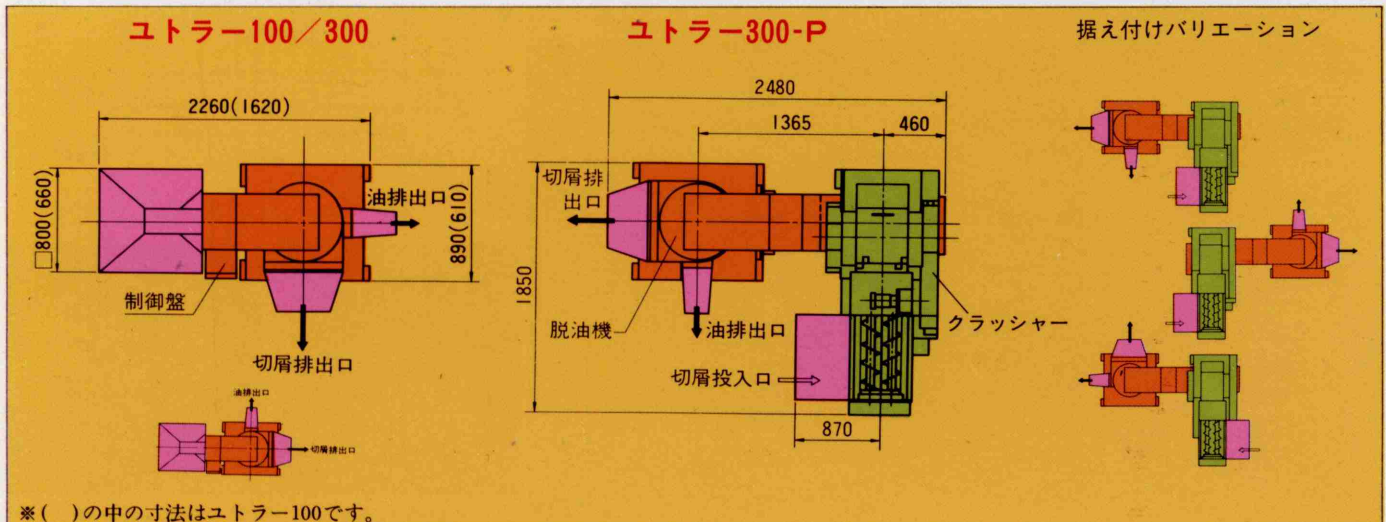 ユトラー100／300
2260(1620)
□800(660)
890(610)
油排出口
制御盤
切屑排出口
油排出口
切屑排出口
※(　)の中の寸法はユトラー100です。
ユトラー300-P
2480
1365
460
切屑排
出口
1850
脱油機
油排出口
クラッシャー
切屑投入口
870
据え付けバリエーション